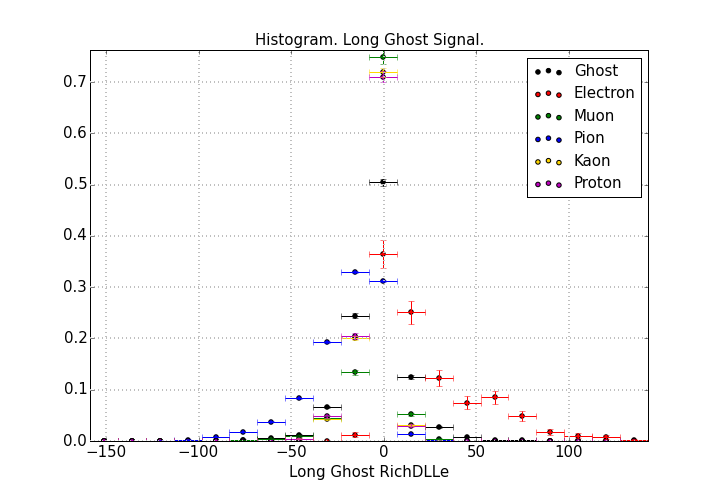 Histogram. Long Ghost Signal.
Ghost
Electron
Muon
Pion
Kaon
Proton
0.7
0.6
0.5
0.4
0.3
0.2
0.1
0.0
−150 −100 −50 0 50 100
Long Ghost RichDLLe